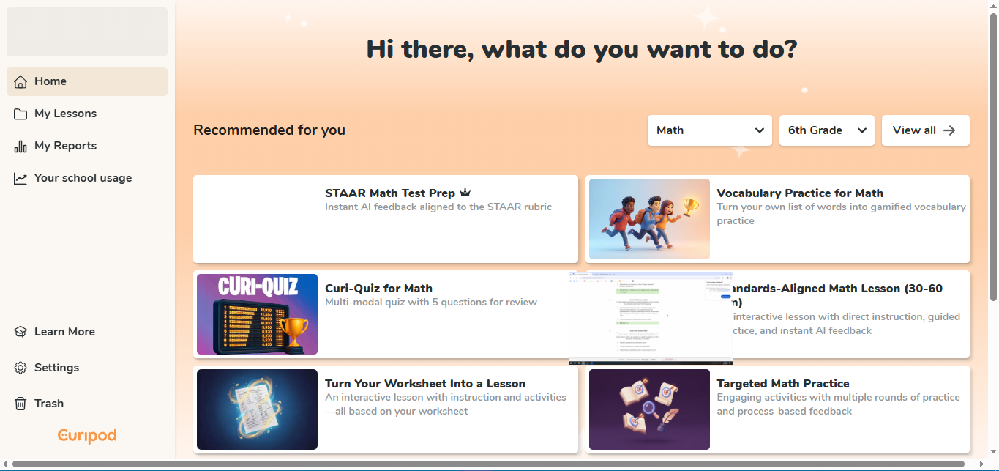 Hi there, what do you want to do?
Home
My Lessons
My Reports
Your school usage
Learn More
Settings
Trash
Curipod
Recommended for you
Math
6th Grade
View all
STAAR Math Test Prep
Instant AI feedback aligned to the STAAR rubric
Vocabulary Practice for Math
Turn your own list of words into gamified vocabulary
practice
CURI-QUIZ
Curi-Quiz for Math
Multi-modal quiz with 5 questions for review
andards-Aligned Math Lesson (30-60
n)
interactive lesson with direct instruction, guided
ctice, and instant AI feedback
Turn Your Worksheet Into a Lesson
An interactive lesson with instruction and activities
—all based on your worksheet
Targeted Math Practice
Engaging activities with multiple rounds of practice
and process-based feedback